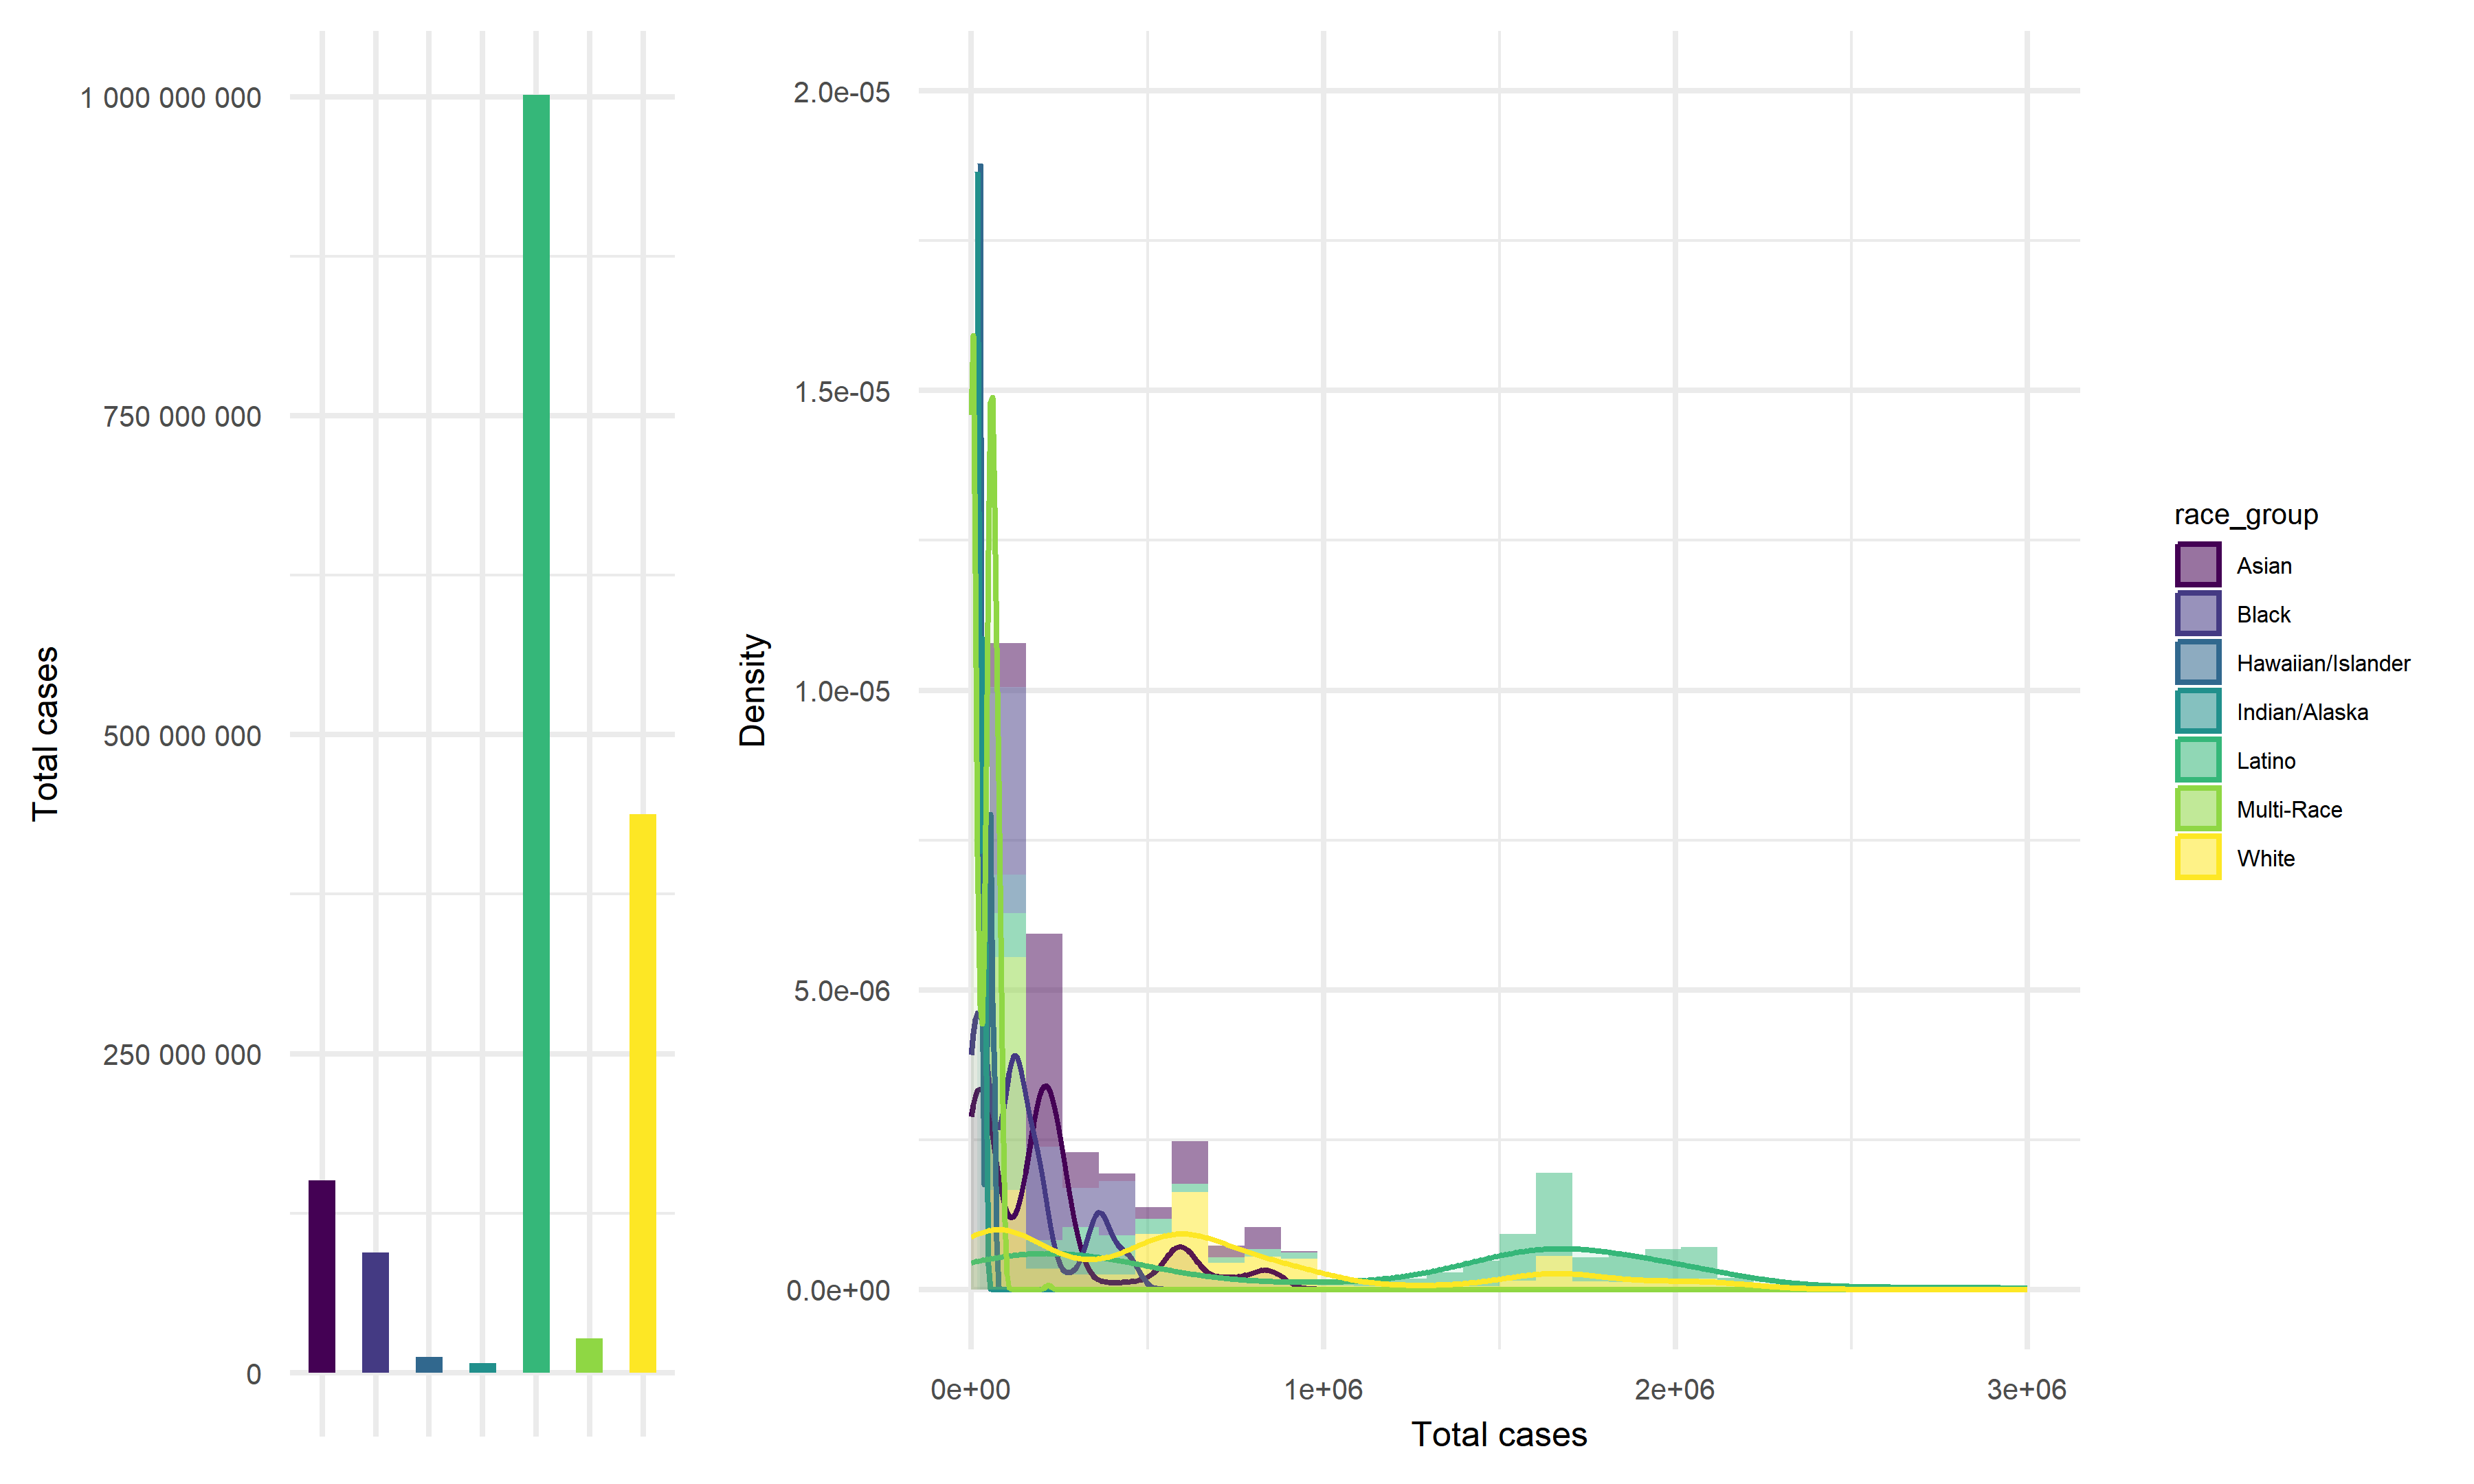 Total cases
1 000 000 000
750 000 000
500 000 000
250 000 000
0
Density
2.0e-05
1.5e-05
1.0e-05
5.0e-06
0.0e+00
0e+00
1e+06
2e+06
3e+06
Total cases
race_group
Asian
Black
Hawaiian/Islander
Indian/Alaska
Latino
Multi-Race
White